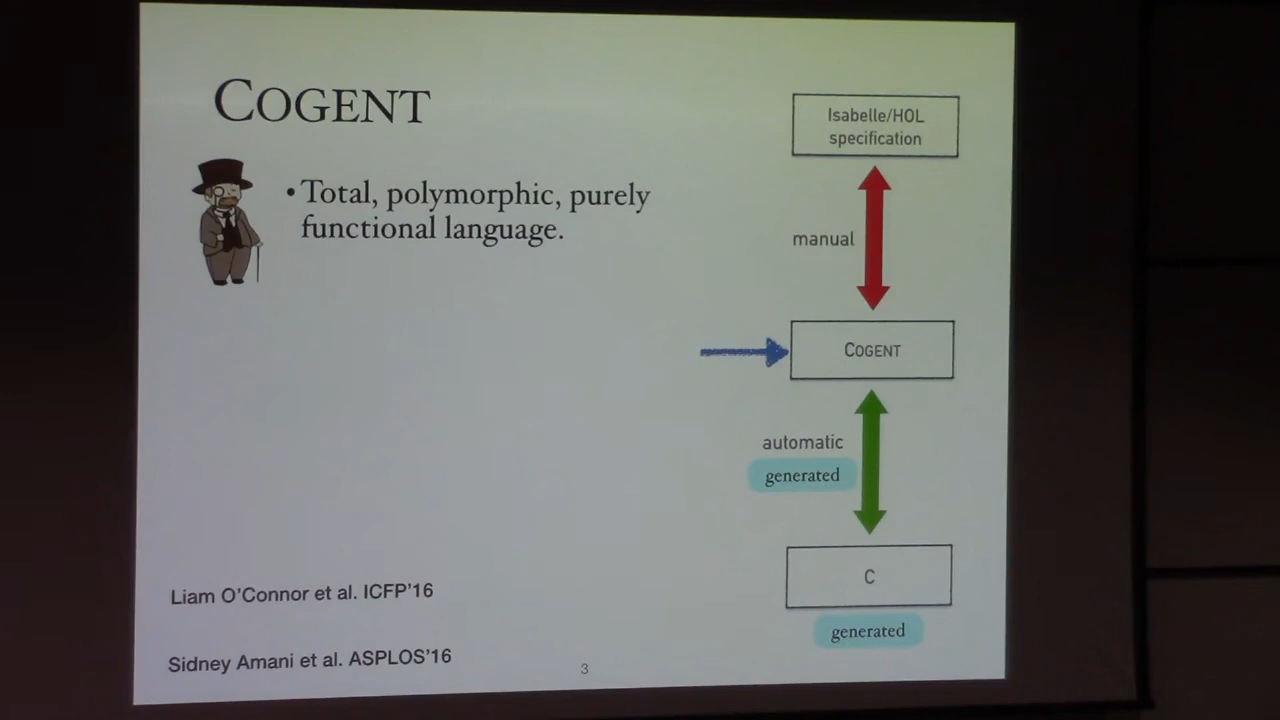 COGENT
• Total, polymorphic, purely
functional language.
Isabelle/HOL
specification
manual
COGENT
automatic
generated
C
generated
Liam O'Connor et al. ICFP'16
Sidney Amani et al. ASPLOS'16
3